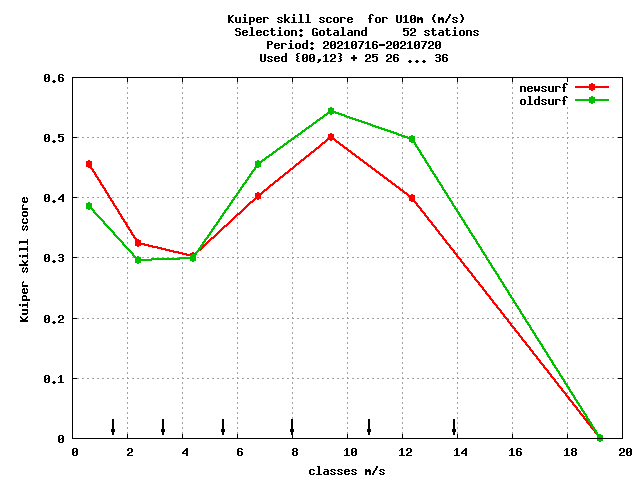 Kuiper skill score  for U10m (m/s)
Selection: Gotaland     52 stations
Period: 20210716-20210720
Used {00,12} + 25 26 ... 36
newsurf
oldsurf
Kuiper skill score
0.6
0.5
0.4
0.3
0.2
0.1
0
0 2 4 6 8 10 12 14 16 18 20
classes m/s